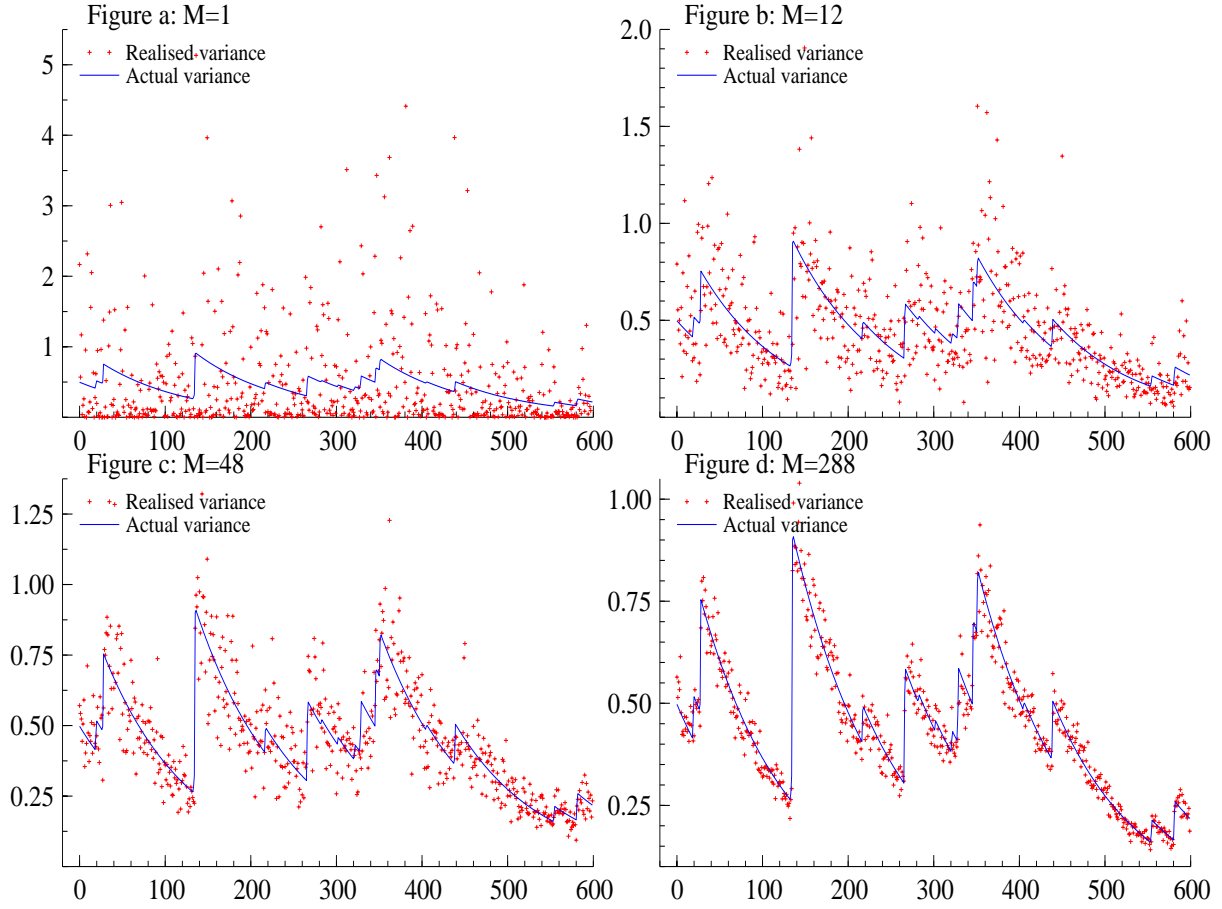 Figure a: M=1
Realised variance
Actual variance
5
4
3
2
1
0 100 200 300 400 500 600
Figure b: M=12
Realised variance
Actual variance
2.0
1.5
1.0
0.5
0 100 200 300 400 500 600
Figure c: M=48
Realised variance
Actual variance
1.25
1.00
0.75
0.50
0.25
0 100 200 300 400 500 600
Figure d: M=288
Realised variance
Actual variance
1.00
0.75
0.50
0.25
0 100 200 300 400 500 600